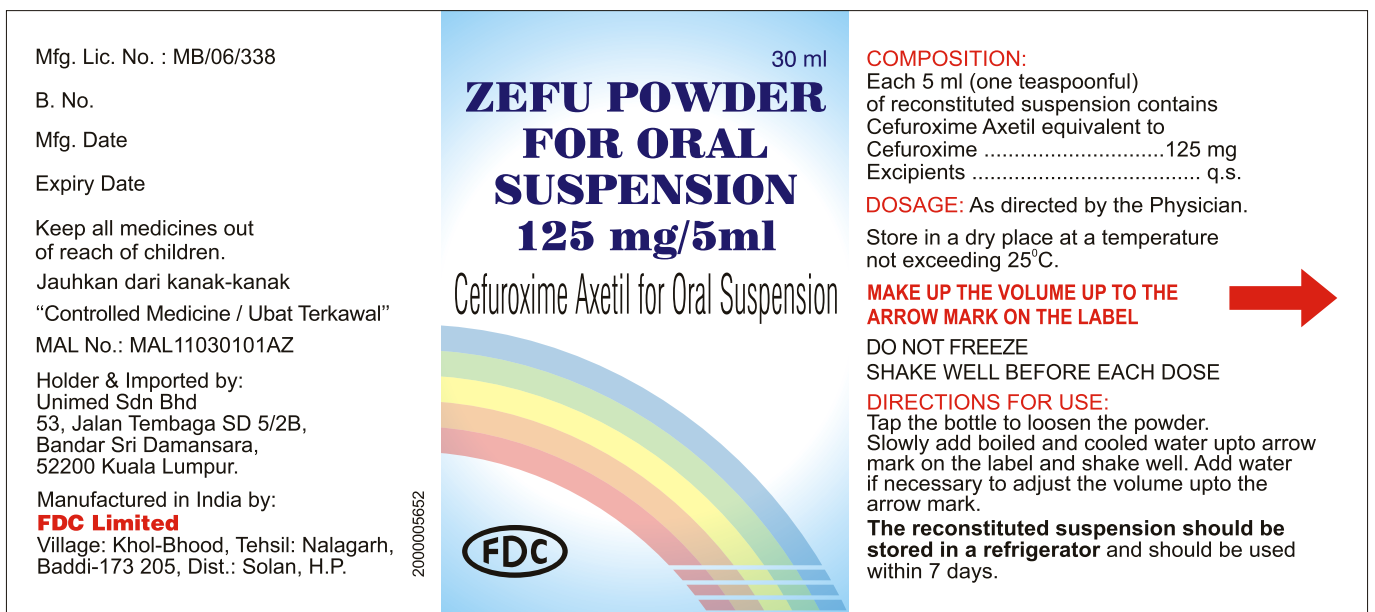 Mfg. Lic. No. : MB/06/338
B. No.
Mfg. Date
Expiry Date
Keep all medicines out
of reach of children.
Jauhkan dari kanak-kanak
“Controlled Medicine / Ubat Terkawal”
MAL No.: MAL11030101AZ
Holder & Imported by:
Unimed Sdn Bhd
53, Jalan Tembaga SD 5/2B,
Bandar Sri Damansara,
52200 Kuala Lumpur.
Manufactured in India by:
FDC Limited
Village: Khol-Bhood, Tehsil: Nalagarh,
Baddi-173 205, Dist.: Solan, H.P.
2000005652
30 ml
ZEFU POWDER
FOR ORAL
SUSPENSION
125 mg/5ml
Cefuroxime Axetil for Oral Suspension
FDC
COMPOSITION:
Each 5 ml (one teaspoonful)
of reconstituted suspension contains
Cefuroxime Axetil equivalent to
Cefuroxime ..............................125 mg
Excipients ...................................... q.s.
DOSAGE: As directed by the Physician.
Store in a dry place at a temperature
not exceeding 25⁰C.
MAKE UP THE VOLUME UP TO THE
ARROW MARK ON THE LABEL
DO NOT FREEZE
SHAKE WELL BEFORE EACH DOSE
DIRECTIONS FOR USE:
Tap the bottle to loosen the powder.
Slowly add boiled and cooled water upto arrow
mark on the label and shake well. Add water
if necessary to adjust the volume upto the
arrow mark.
The reconstituted suspension should be
stored in a refrigerator and should be used
within 7 days.